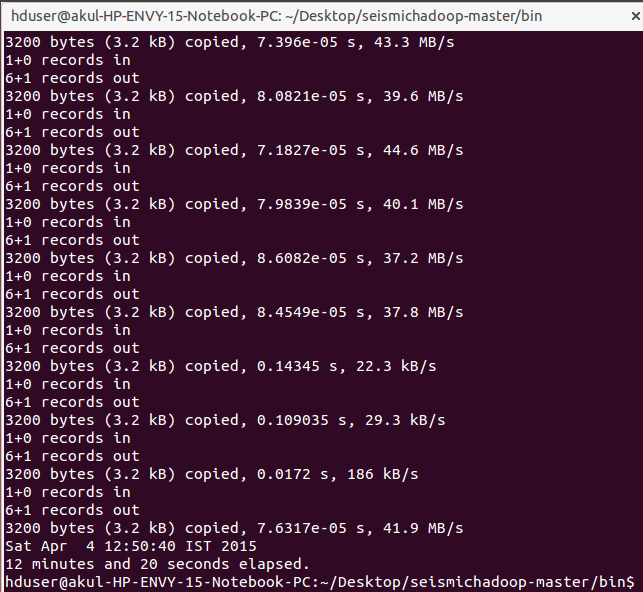 hduser@akul-HP-ENVY-15-Notebook-PC: ~/Desktop/seismichadoop-master/bin
3200 bytes (3.2 kB) copied, 7.396e-05 s, 43.3 MB/s
1+0 records in
6+1 records out
3200 bytes (3.2 kB) copied, 8.0821e-05 s, 39.6 MB/s
1+0 records in
6+1 records out
3200 bytes (3.2 kB) copied, 7.1827e-05 s, 44.6 MB/s
1+0 records in
6+1 records out
3200 bytes (3.2 kB) copied, 7.9839e-05 s, 40.1 MB/s
1+0 records in
6+1 records out
3200 bytes (3.2 kB) copied, 8.6082e-05 s, 37.2 MB/s
1+0 records in
6+1 records out
3200 bytes (3.2 kB) copied, 8.4549e-05 s, 37.8 MB/s
1+0 records in
6+1 records out
3200 bytes (3.2 kB) copied, 0.14345 s, 22.3 kB/s
1+0 records in
6+1 records out
3200 bytes (3.2 kB) copied, 0.109035 s, 29.3 kB/s
1+0 records in
6+1 records out
3200 bytes (3.2 kB) copied, 0.0172 s, 186 kB/s
1+0 records in
6+1 records out
3200 bytes (3.2 kB) copied, 7.6317e-05 s, 41.9 MB/s
Sat Apr  4 12:50:40 IST 2015
12 minutes and 20 seconds elapsed.
hduser@akul-HP-ENVY-15-Notebook-PC:~/Desktop/seismichadoop-master/bin$